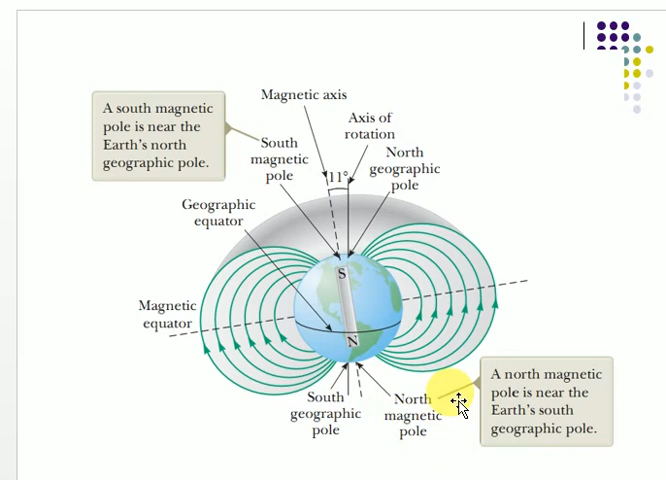 A south magnetic
pole is near the
Earth's north
geographic pole.
Magnetic axis
Axis of
rotation
South
magnetic
pole
11°
North
geographic
pole
Geographic
equator
S
Magnetic
equator
N
South
geographic
pole
North
magnetic
pole
A north magnetic
pole is near the
Earth's south
geographic pole.